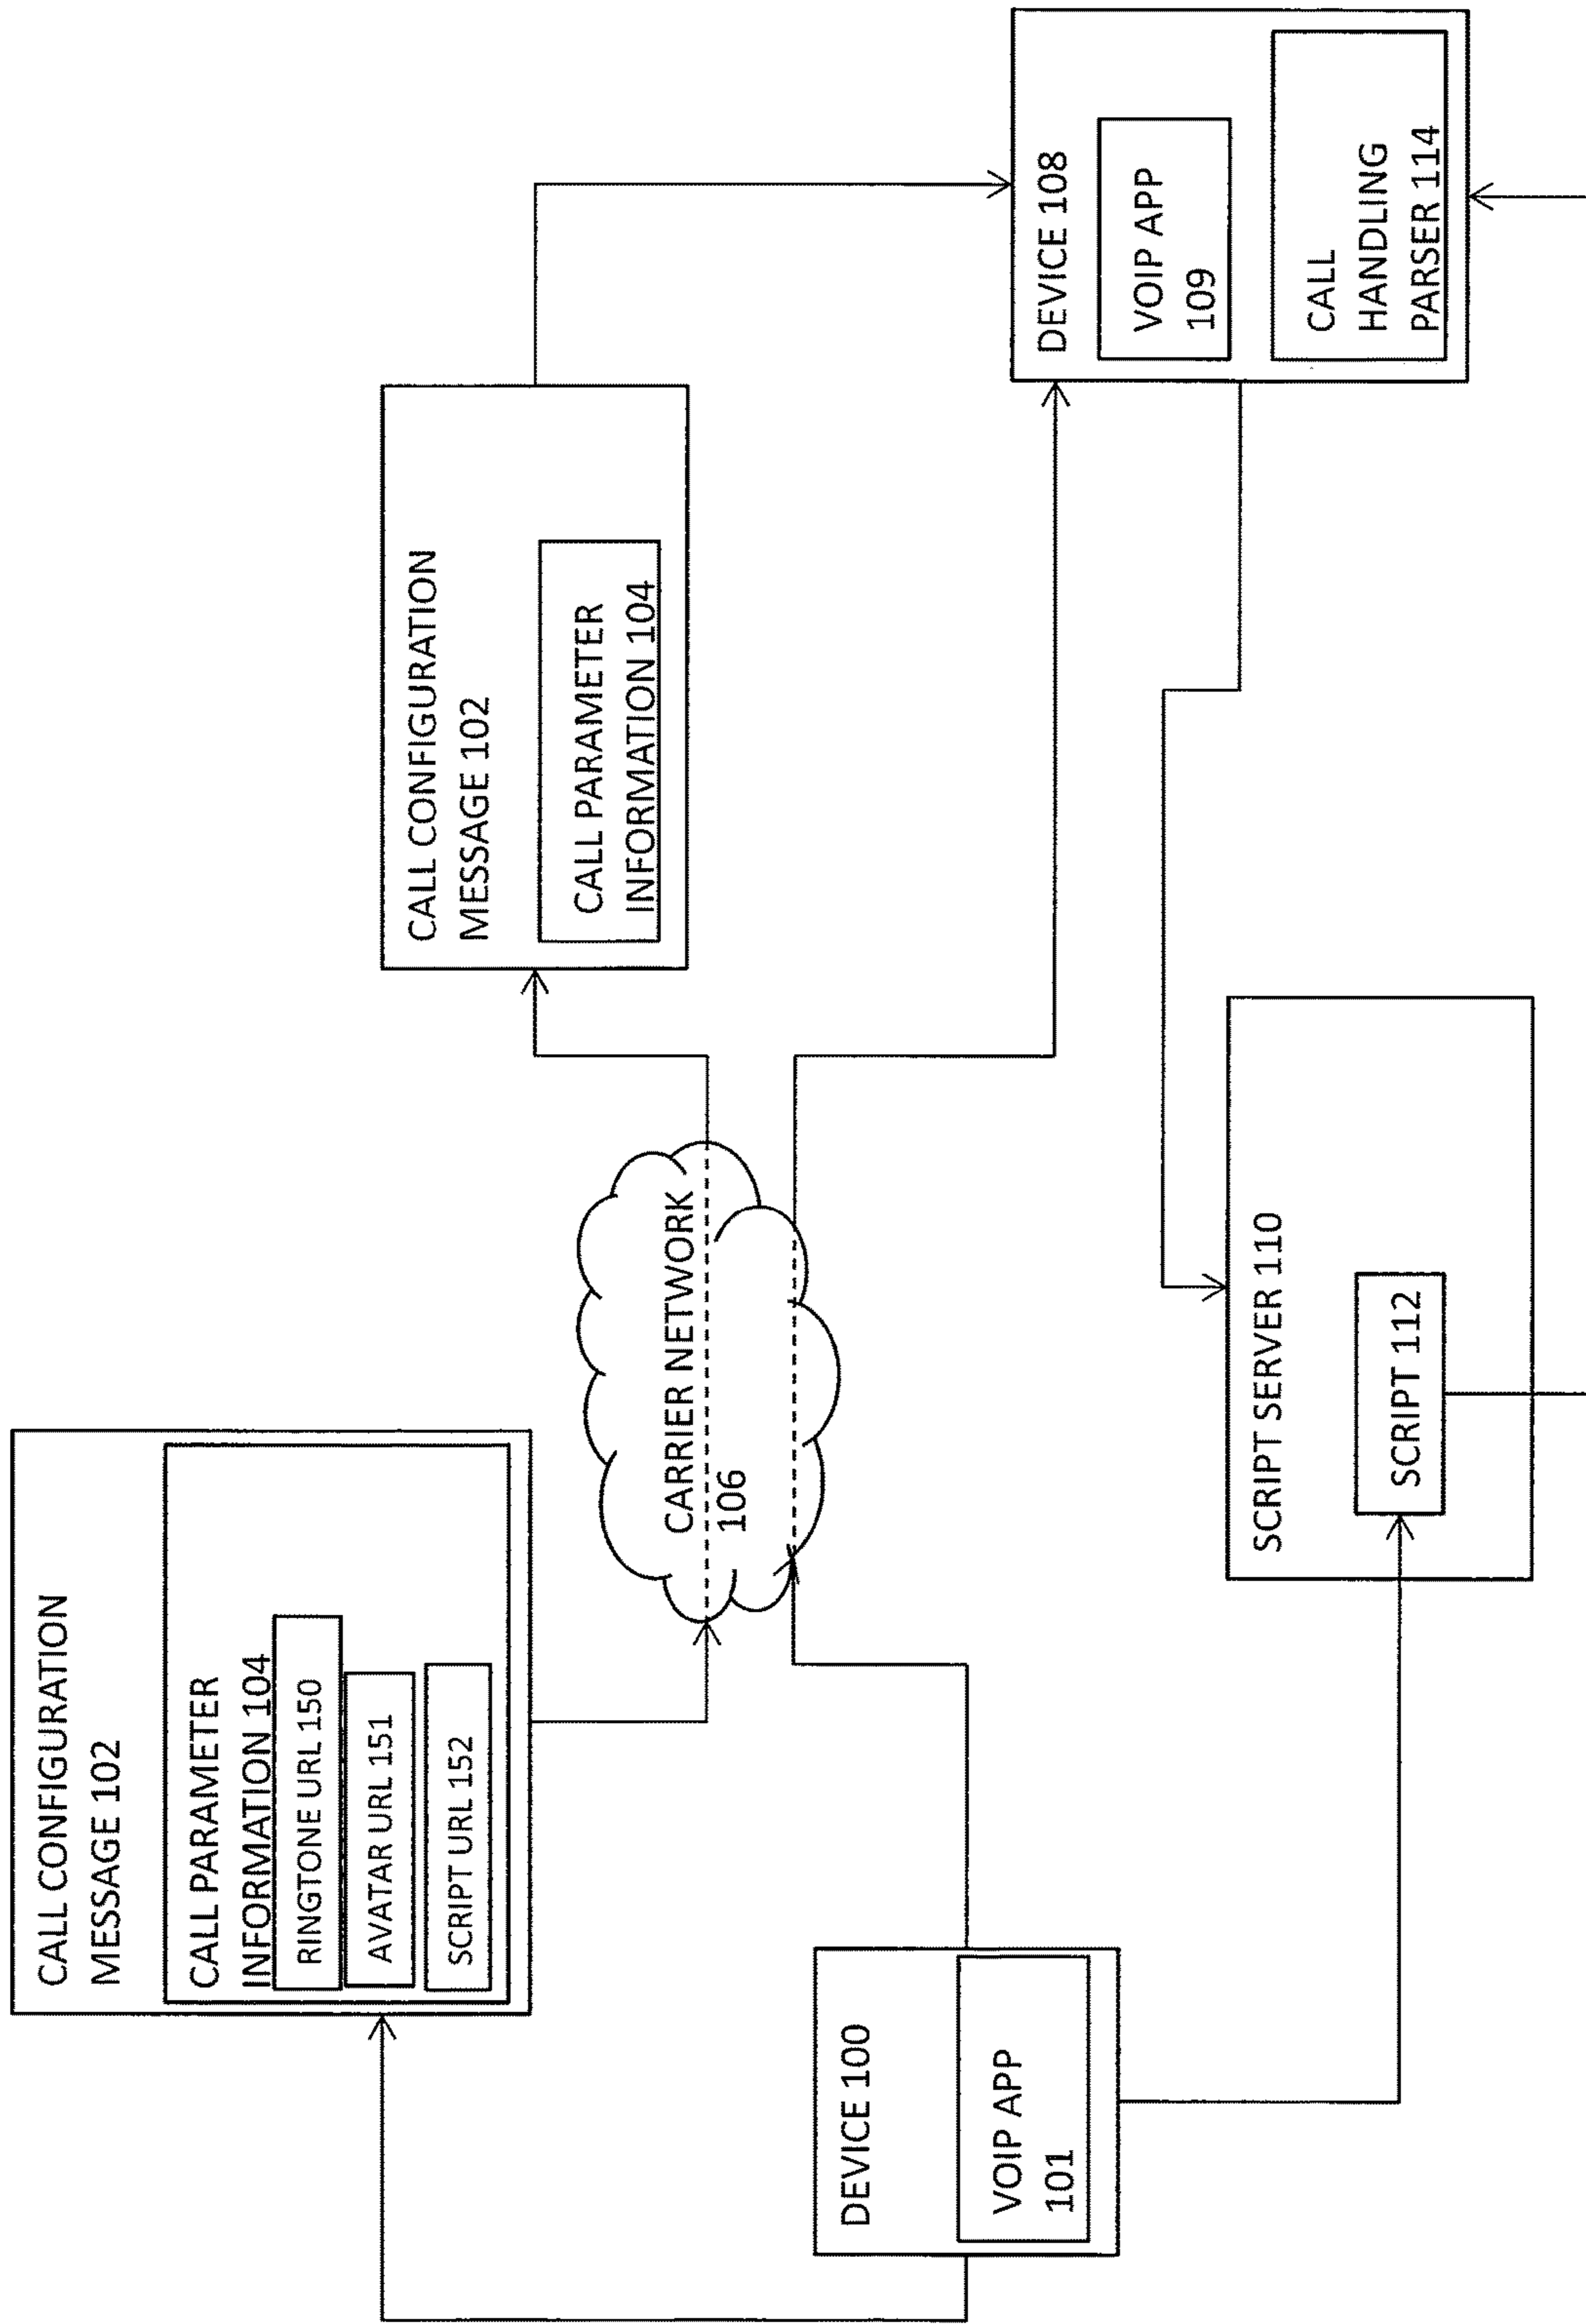 CALL CONFIGURATION
MESSAGE 102
CALL PARAMETER
INFORMATION 104
RINGTONE URL 150
AVATAR URL 151
SCRIPT URL 152
CALL CONFIGURATION
MESSAGE 102
CALL PARAMETER
INFORMATION 104
CARRIER NETWORK
106
DEVICE 100
VOIP APP
101
DEVICE 108
VOIP APP
109
CALL
HANDLING
PARSER 114
SCRIPT SERVER 110
SCRIPT 112